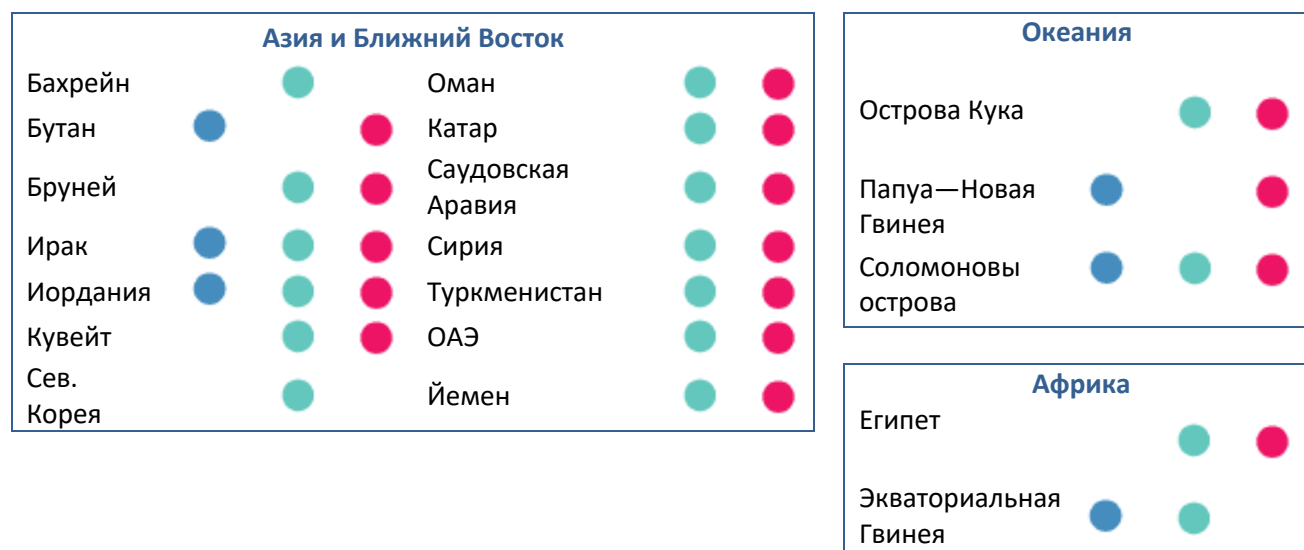 Азия и Ближний Восток
Бахрейн
Оман
Бутан
Катар
Бруней
Саудовская
Аравия
Ирак
Сирия
Иордания
Туркменистан
Кувейт
ОАЭ
Сев.
Корея
Йемен
Океания
Острова Кука
Папуа—Новая
Гвинея
Соломоновы
острова
Африка
Египет
Экваториальная
Гвинея